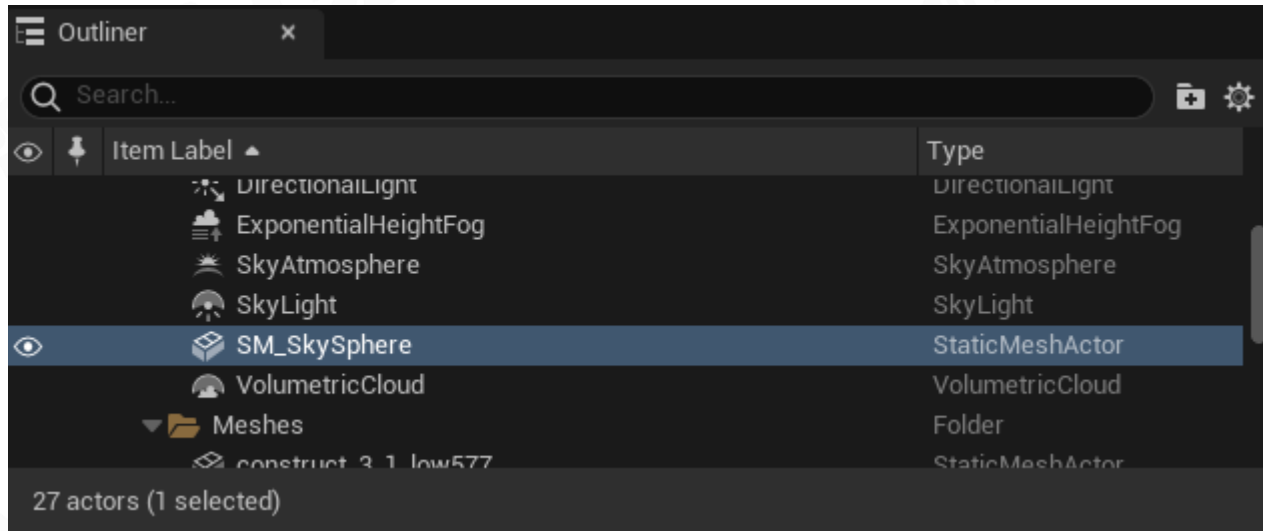 Outliner
Search...
Item Label Type
DirectionalLight DirectionalLight
ExponentialHeightFog ExponentialHeightFog
SkyAtmosphere SkyAtmosphere
SkyLight SkyLight
SM_SkySphere StaticMeshActor
VolumetricCloud VolumetricCloud
Meshes Folder
construct_3_1_low577 StaticMeshActor
27 actors (1 selected)